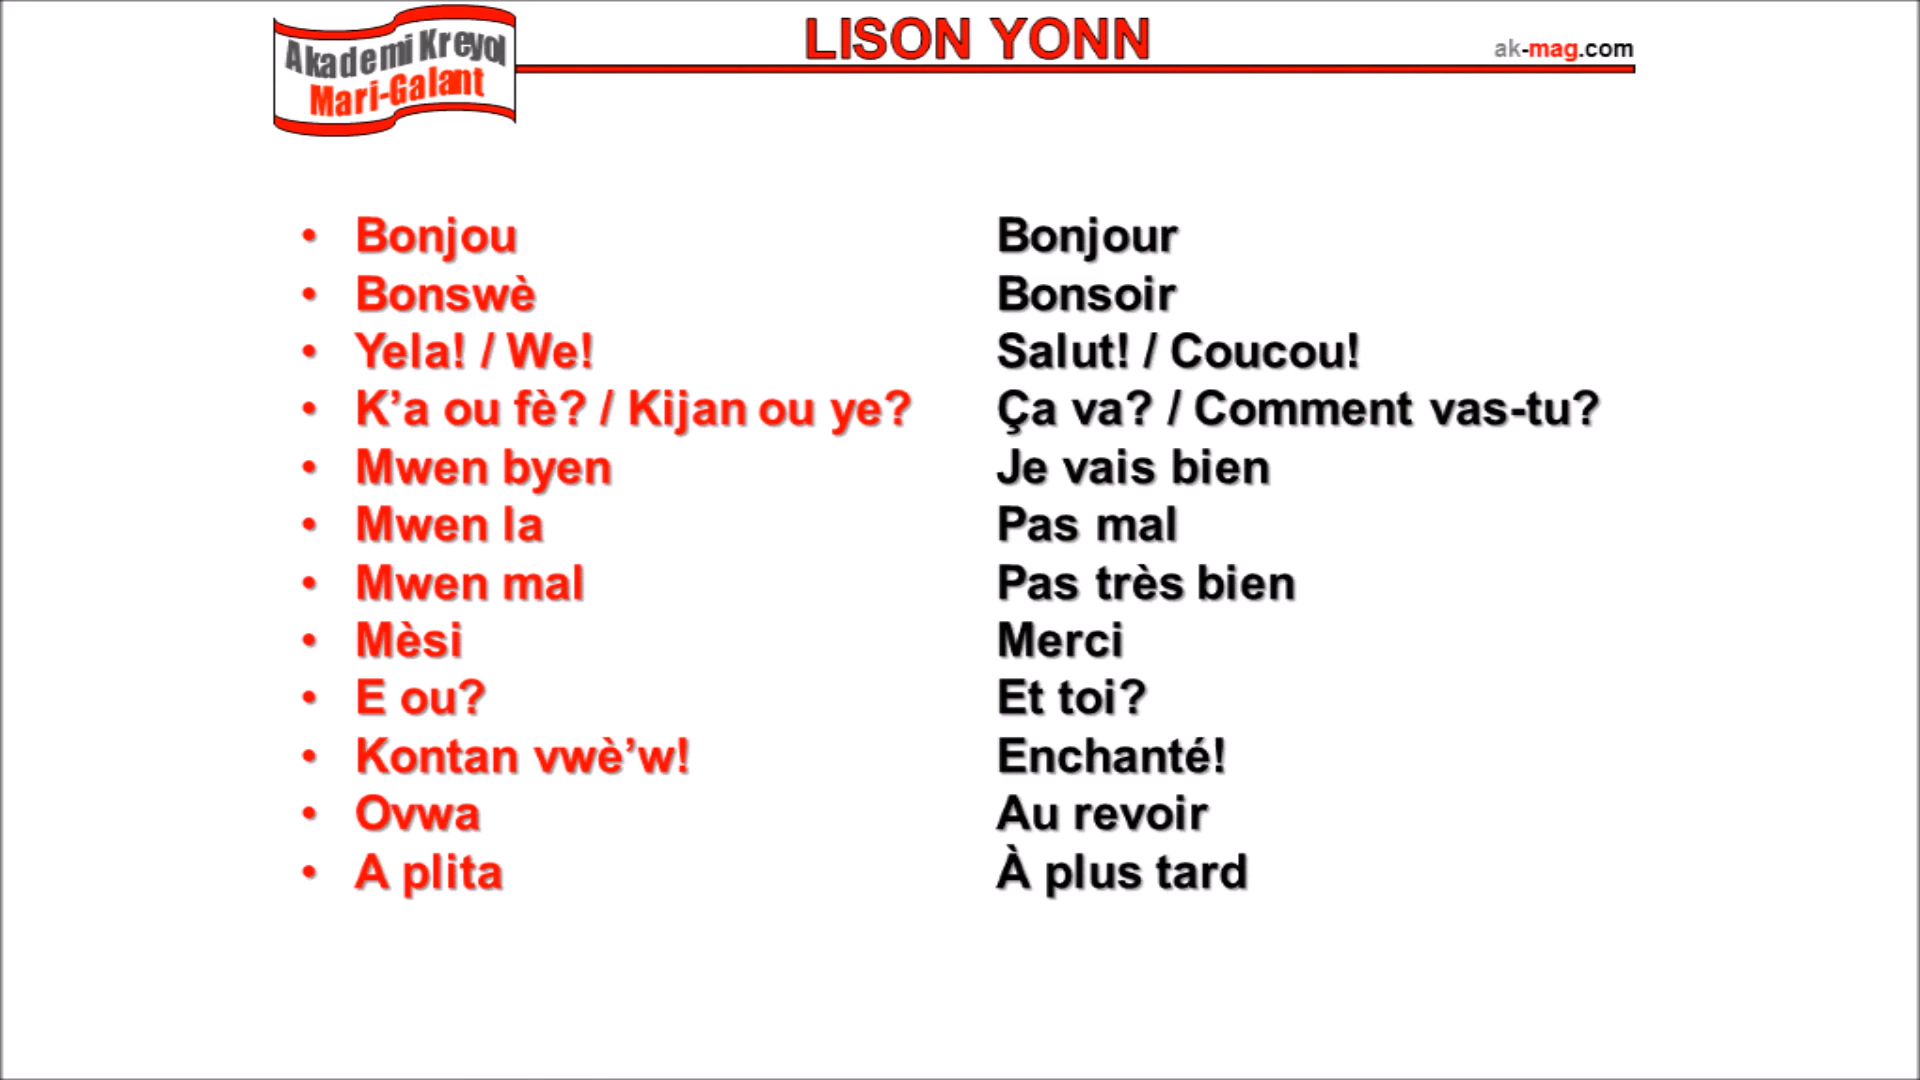 Akademi Kreyol
Mari-Galant
LISON YONN
ak-mag.com
• Bonjou Bonjour
• Bonswè Bonsoir
• Yela! / We! Salut! / Coucou!
• K’a ou fè? / Kijan ou ye? Ça va? / Comment vas-tu?
• Mwen byen Je vais bien
• Mwen la Pas mal
• Mwen mal Pas très bien
• Mèsi Merci
• E ou? Et toi?
• Kontan vwè’w! Enchanté!
• Ovwa Au revoir
• A plita À plus tard